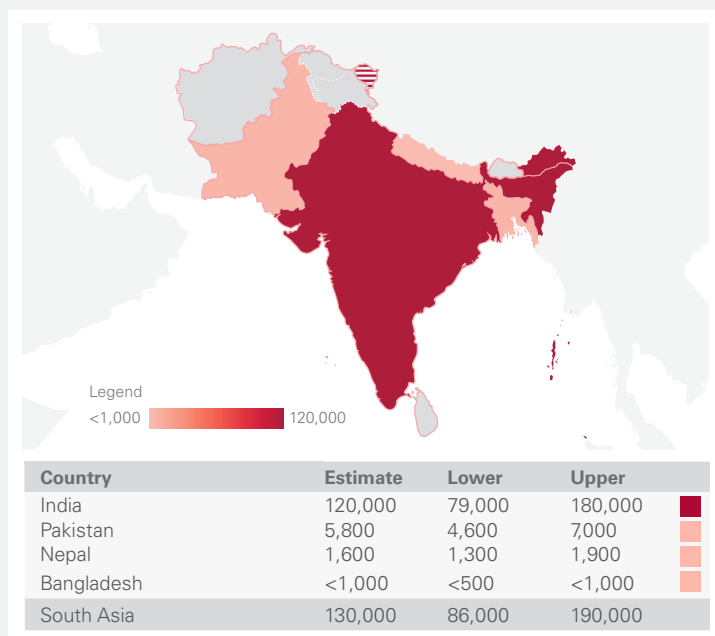 Legend
<1,000 120,000
Country Estimate Lower Upper
India 120,000 79,000 180,000
Pakistan 5,800 4,600 7,000
Nepal 1,600 1,300 1,900
Bangladesh <1,000 <500 <1,000
South Asia 130,000 86,000 190,000